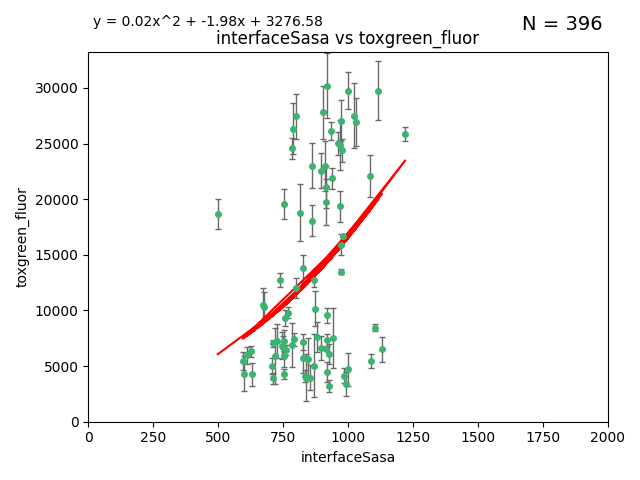 y = 0.02x^2 + -1.98x + 3276.58
N = 396
interfaceSasa vs toxgreen_fluor
30000
25000
20000
15000
10000
5000
0
toxgreen_fluor
0 250 500 750 1000 1250 1500 1750 2000
interfaceSasa